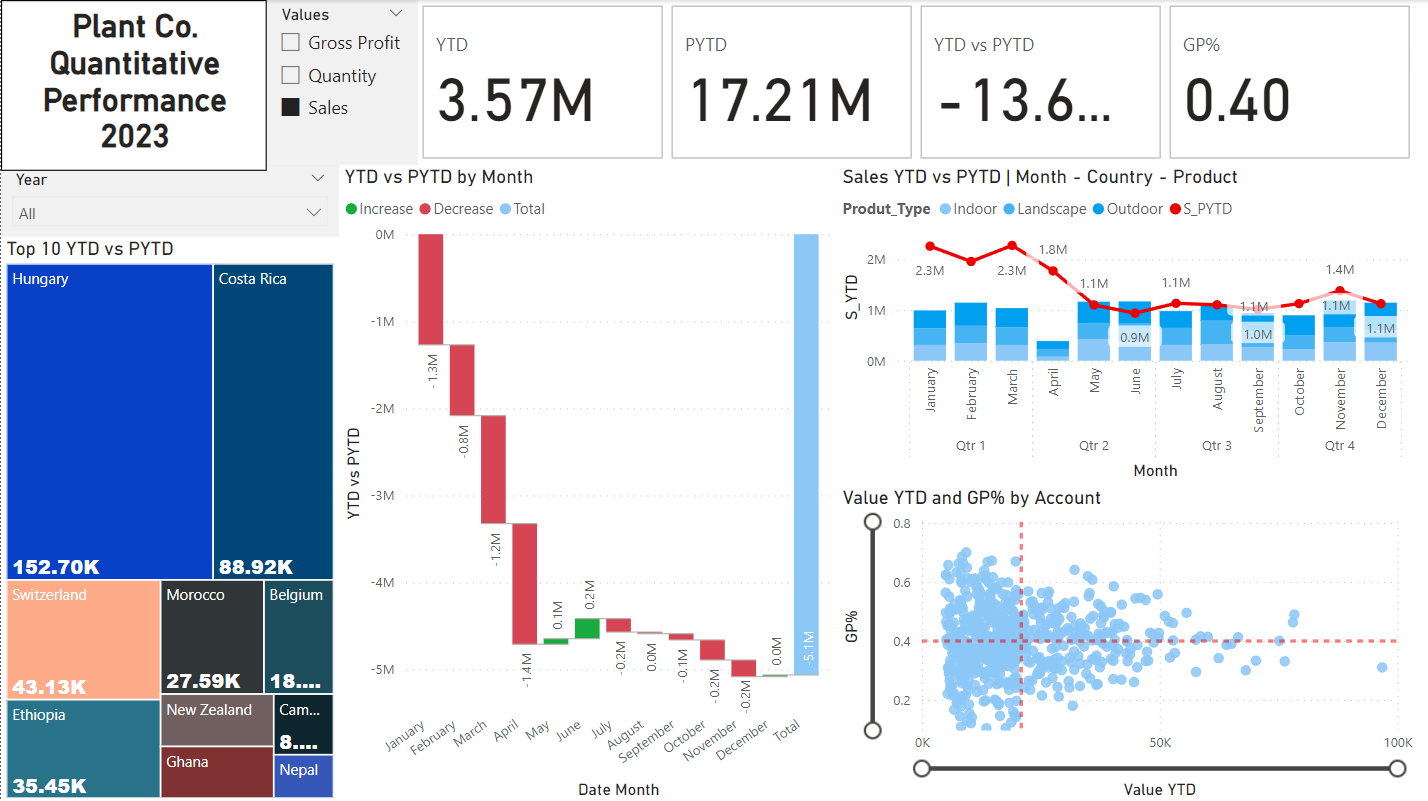 Plant Co.
Quantitative
Performance
2023
Values
Gross Profit
Quantity
Sales
YTD
3.57M
PYTD
17.21M
YTD vs PYTD
-13.6...
GP%
0.40
Year
All
Top 10 YTD vs PYTD
Hungary
152.70K
Costa Rica
88.92K
Switzerland
43.13K
Morocco
27.59K
Belgium
18....
Ethiopia
35.45K
New Zealand
Cam...
8....
Ghana
Nepal
YTD vs PYTD by Month
Increase Decrease Total
YTD vs PYTD
0M
-1M
-2M
-3M
-4M
-5M
-1.3M
-0.8M
-1.2M
-1.4M
0.1M
0.2M
-0.2M
0.0M
-0.1M
-0.2M
-0.2M
0.0M
-5.1M
January
February
March
April
May
June
July
August
September
October
November
December
Total
Date Month
Sales YTD vs PYTD | Month - Country - Product
Produt_Type Indoor Landscape Outdoor S_PYTD
S_YTD
2M
1M
0M
2.3M
2.3M
1.8M
1.1M
0.9M
1.1M
1.1M
1.0M
1.4M
1.1M
1.1M
January
February
March
April
May
June
July
August
September
October
November
December
Qtr 1
Qtr 2
Qtr 3
Qtr 4
Month
Value YTD and GP% by Account
GP%
0.8
0.6
0.4
0.2
0K
50K
100K
Value YTD